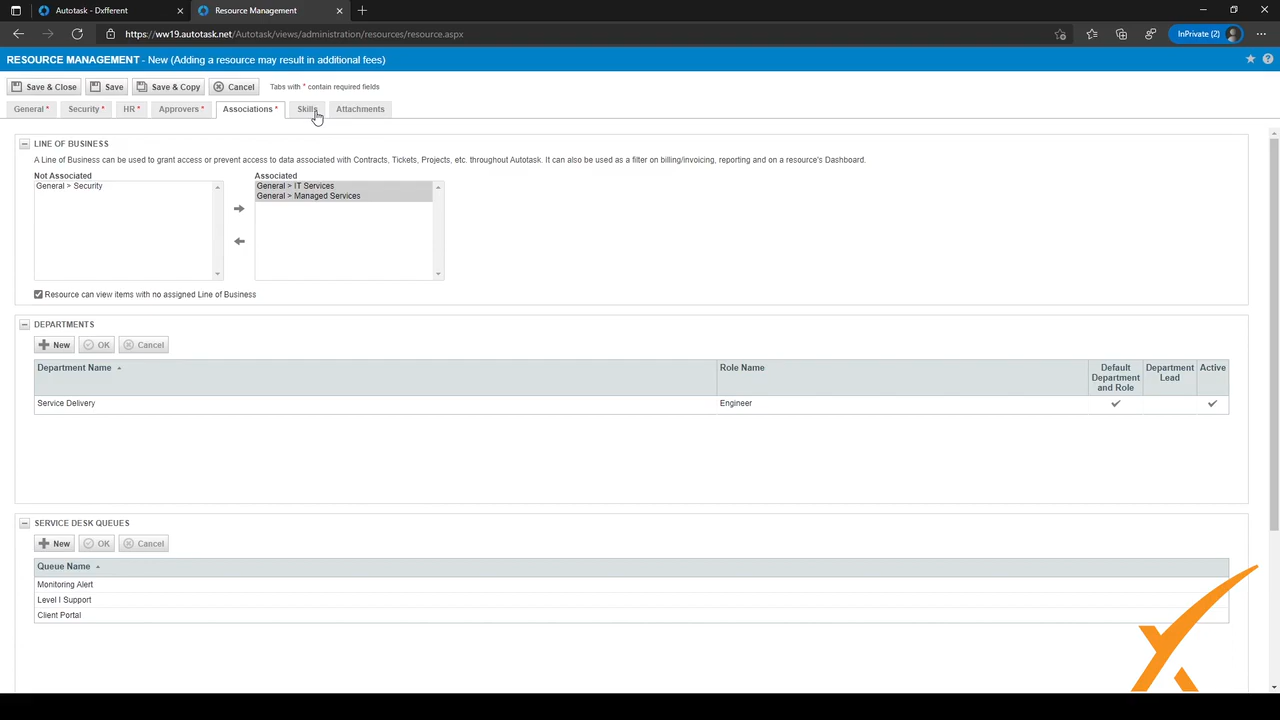 Autotask - Dxfferent
Resource Management
https://ww19.autotask.net/Autotask/views/administration/resources/resource.aspx
InPrivate (2)
RESOURCE MANAGEMENT - New (Adding a resource may result in additional fees)
Save & Close Save Save & Copy Cancel Tabs with * contain required fields
General * Security * HR * Approvers * Associations * Skills Attachments
LINE OF BUSINESS
A Line of Business can be used to grant access or prevent access to data associated with Contracts, Tickets, Projects, etc. throughout Autotask. It can also be used as a filter on billing/invoicing, reporting and on a resource's Dashboard.
Not Associated Associated
General > Security General > IT Services
General > Managed Services
Resource can view items with no assigned Line of Business
DEPARTMENTS
New OK Cancel
Department Name Role Name Default Department and Role Department Lead Active
Service Delivery Engineer
SERVICE DESK QUEUES
New OK Cancel
Queue Name
Monitoring Alert
Level I Support
Client Portal